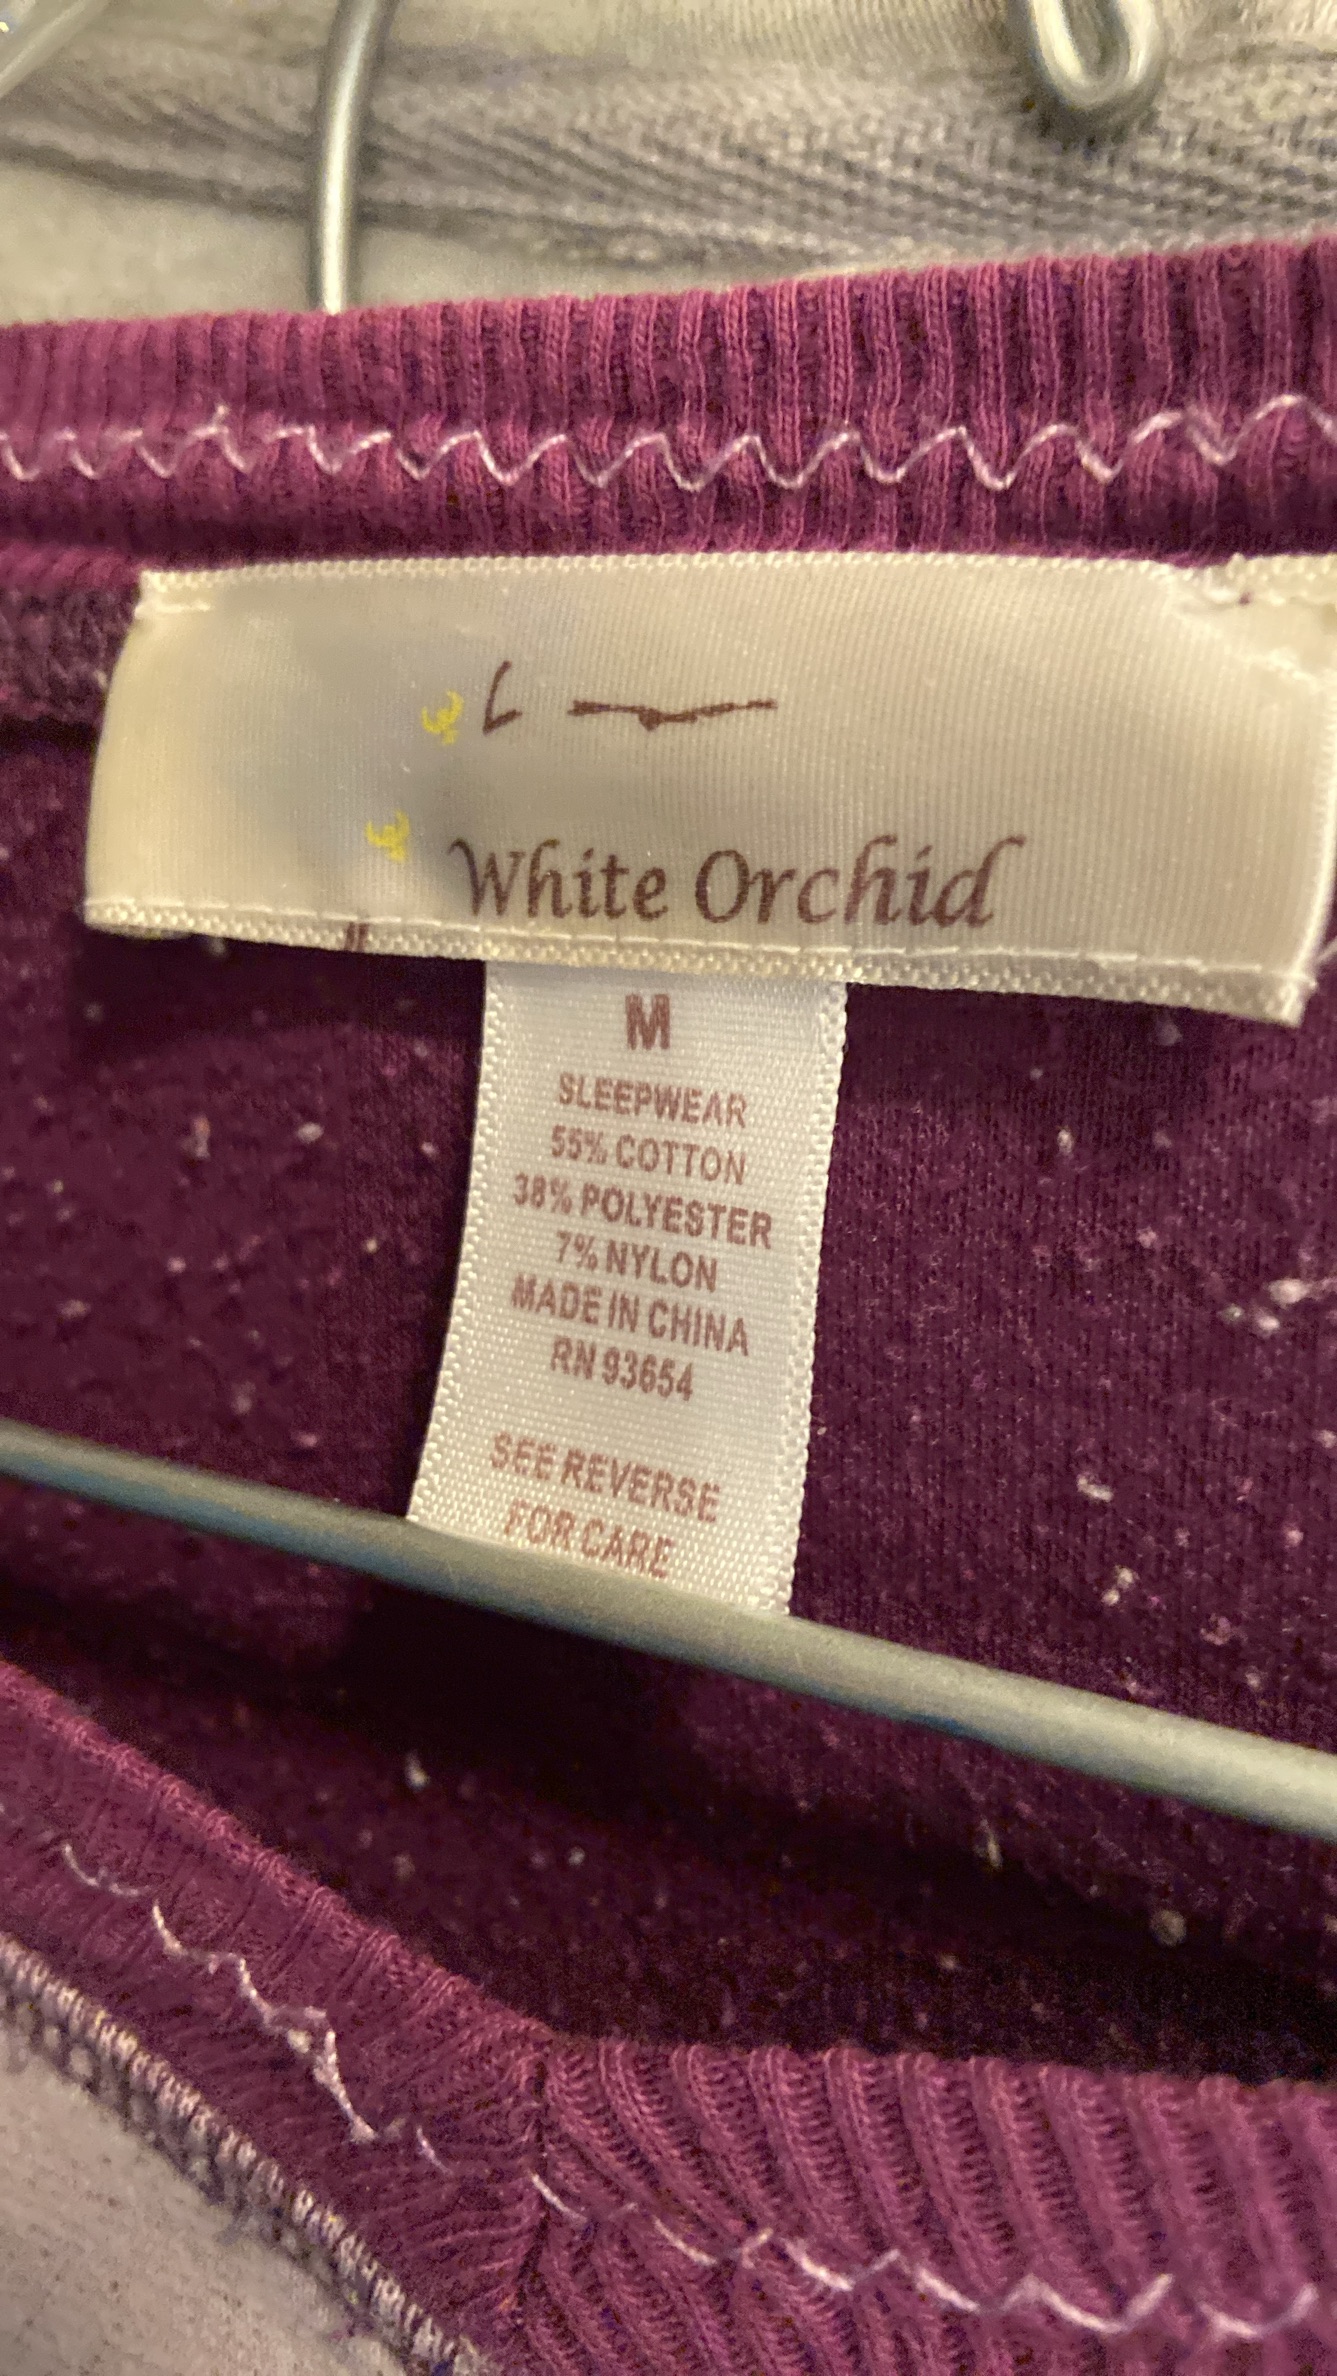 White Orchid
M
SLEEPWEAR
55% COTTON
38% POLYESTER
7% NYLON
MADE IN CHINA
RN 93654
SEE REVERSE
FOR CARE